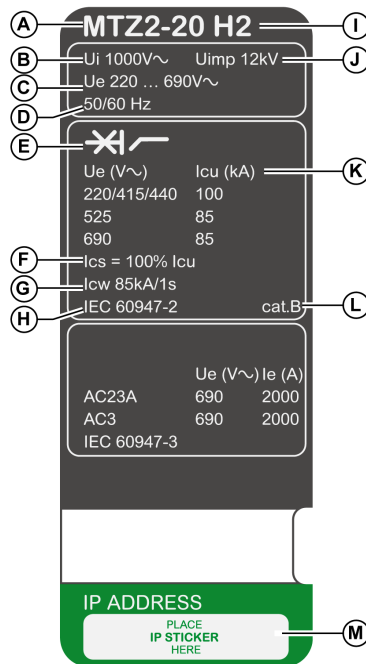 A MTZ2-20 H2 I
B Ui 1000V∿ Uimp 12kV J
C Ue 220 ... 690V∿
D 50/60 Hz
E
Ue (V∿) Icu (kA) K
220/415/440 100
525 85
690 85
F Ics = 100% Icu
G Icw 85kA/1s
H IEC 60947-2 cat.B L
Ue (V∿) Ie (A)
AC23A 690 2000
AC3 690 2000
IEC 60947-3
IP ADDRESS
PLACE
IP STICKER M
HERE